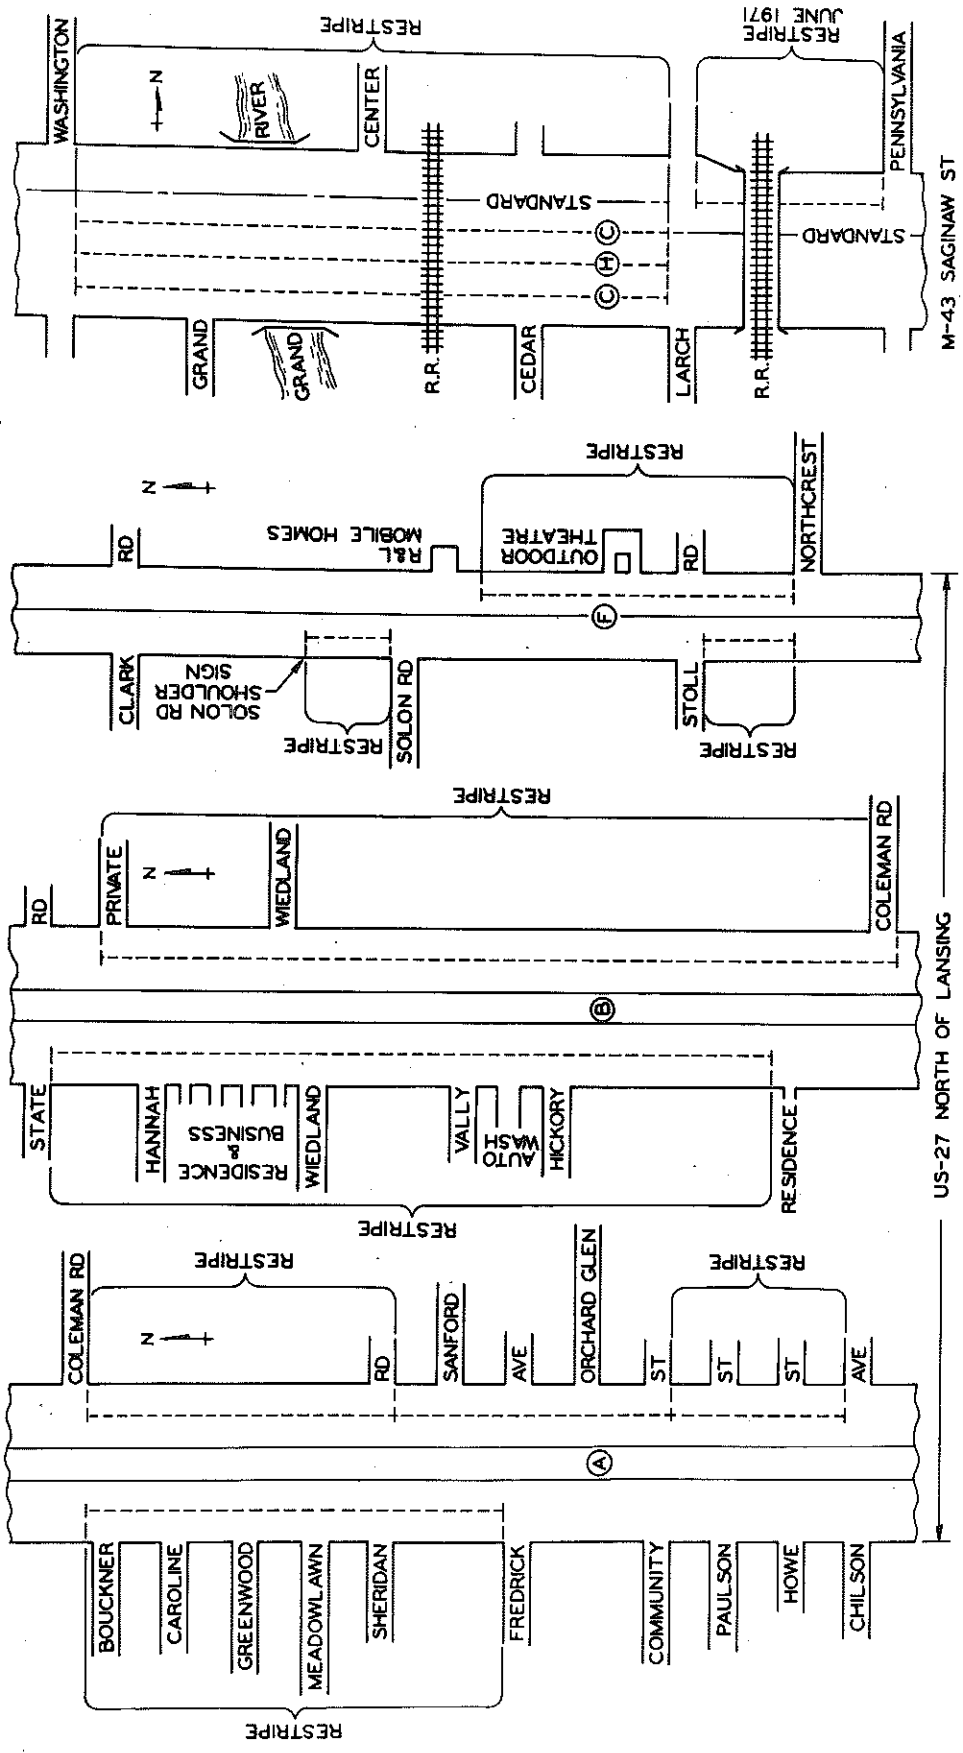 BOUCKNER
CAROLINE
GREENWOOD
MEADOWLAWN
SHERIDAN
FREDRICK
COMMUNITY
PAULSON
HOWE
CHILSON
RESTRIPE
A
COLEMAN RD
N
RD
SANFORD
AVE
ORCHARD GLEN
ST
ST
ST
AVE
RESTRIPE
RESTRIPE
STATE
HANNAH
RESIDENCE
&
BUSINESS
WIEDLAND
VALLY
AUTO
WASH
HICKORY
RESIDENCE
RESTRIPE
B
RD
PRIVATE
N
WIEDLAND
COLEMAN RD
RESTRIPE
CLARK
SOLON RD
SHOULDER
SIGN
SOLON RD
STOLL
RESTRIPE
RESTRIPE
F
RD
N
R&L
MOBILE HOMES
OUTDOOR
THEATRE
RD
NORTHCREST
RESTRIPE
US-27 NORTH OF LANSING
GRAND
GRAND
R.R.
CEDAR
LARCH
R.R.
C
H
C
STANDARD
STANDARD
WASHINGTON
N
RIVER
CENTER
PENNSYLVANIA
RESTRIPE
RESTRIPE
JUNE 1971
M-43 SAGINAW ST